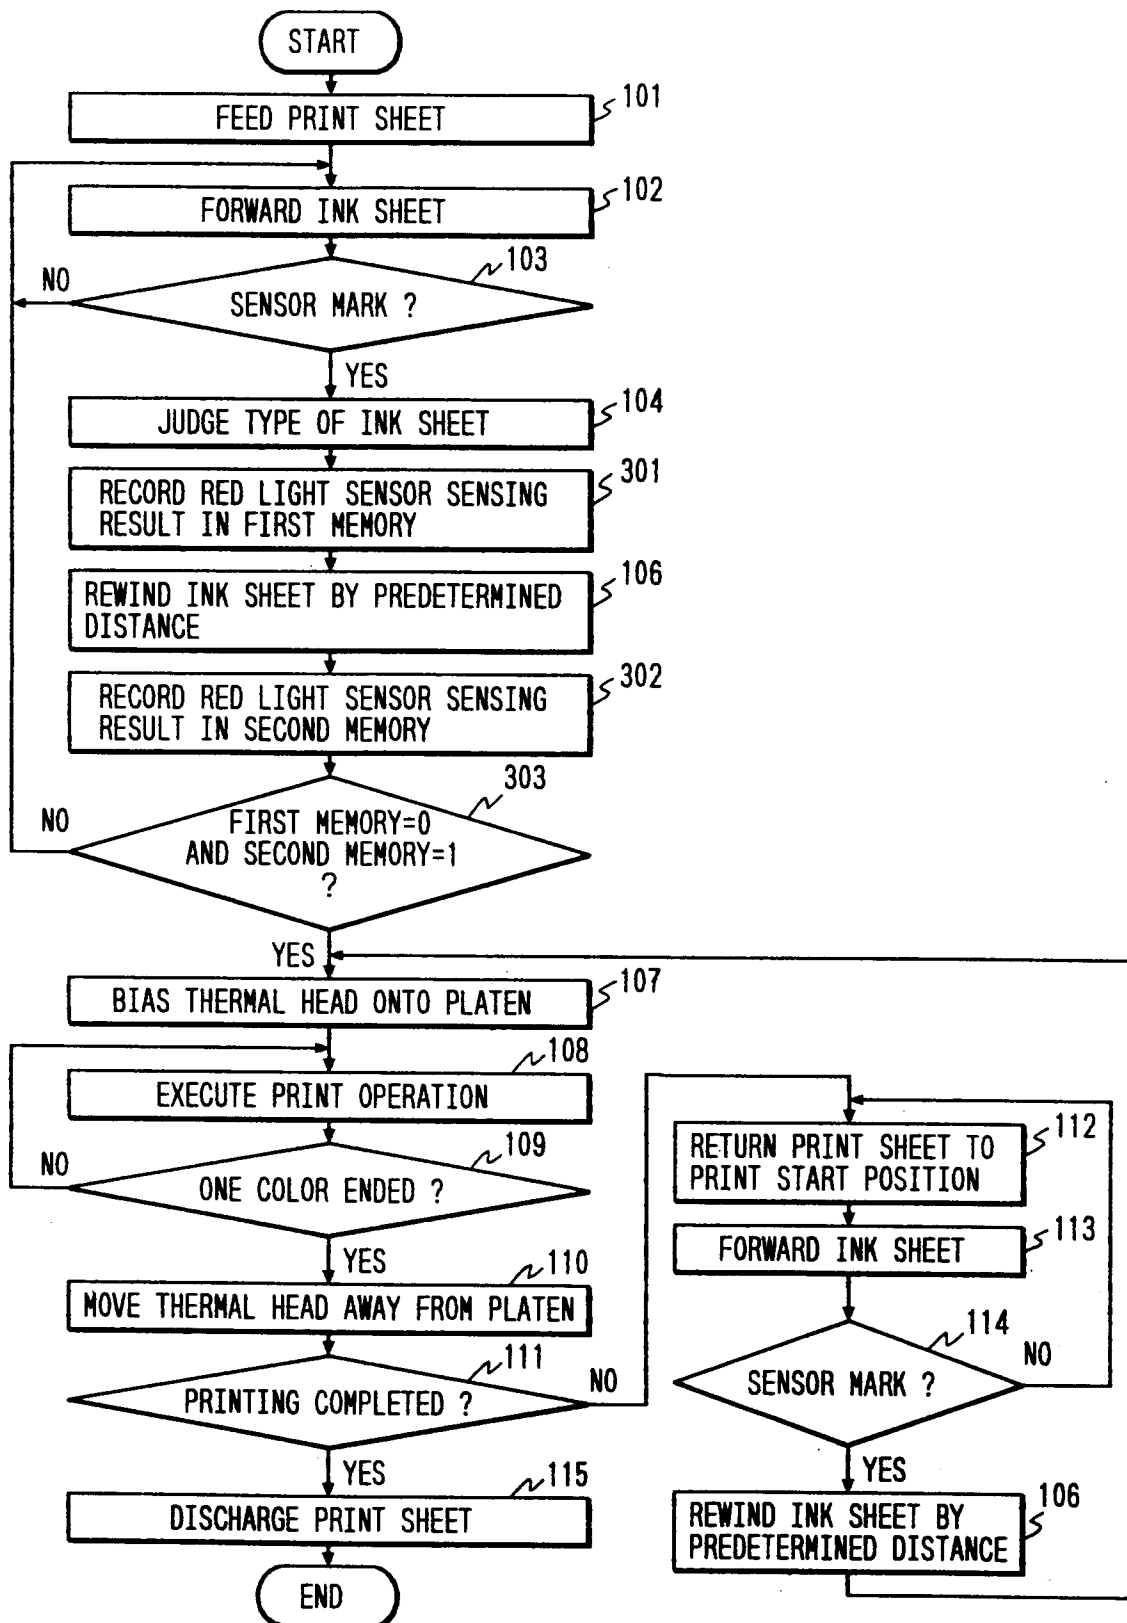 START
101
FEED PRINT SHEET
102
FORWARD INK SHEET
103
NO
SENSOR MARK ?
YES
104
JUDGE TYPE OF INK SHEET
301
RECORD RED LIGHT SENSOR SENSING
RESULT IN FIRST MEMORY
106
REWIND INK SHEET BY PREDETERMINED
DISTANCE
302
RECORD RED LIGHT SENSOR SENSING
RESULT IN SECOND MEMORY
303
NO
FIRST MEMORY=0
AND SECOND MEMORY=1
?
YES
107
BIAS THERMAL HEAD ONTO PLATEN
108
EXECUTE PRINT OPERATION
109
NO
ONE COLOR ENDED ?
YES
110
MOVE THERMAL HEAD AWAY FROM PLATEN
111
NO
PRINTING COMPLETED ?
YES
115
DISCHARGE PRINT SHEET
END
112
RETURN PRINT SHEET TO
PRINT START POSITION
113
FORWARD INK SHEET
114
NO
SENSOR MARK ?
YES
106
REWIND INK SHEET BY
PREDETERMINED DISTANCE